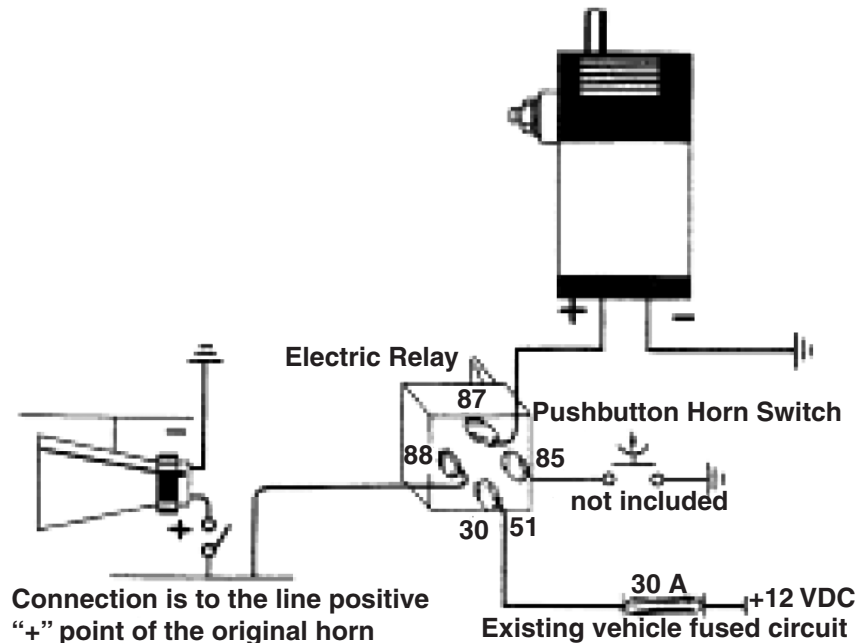 +
-
Electric Relay
87
Pushbutton Horn Switch
-
88
85
not included
+
30 51
30 A
+12 VDC
Connection is to the line positive
“+” point of the original horn
Existing vehicle fused circuit